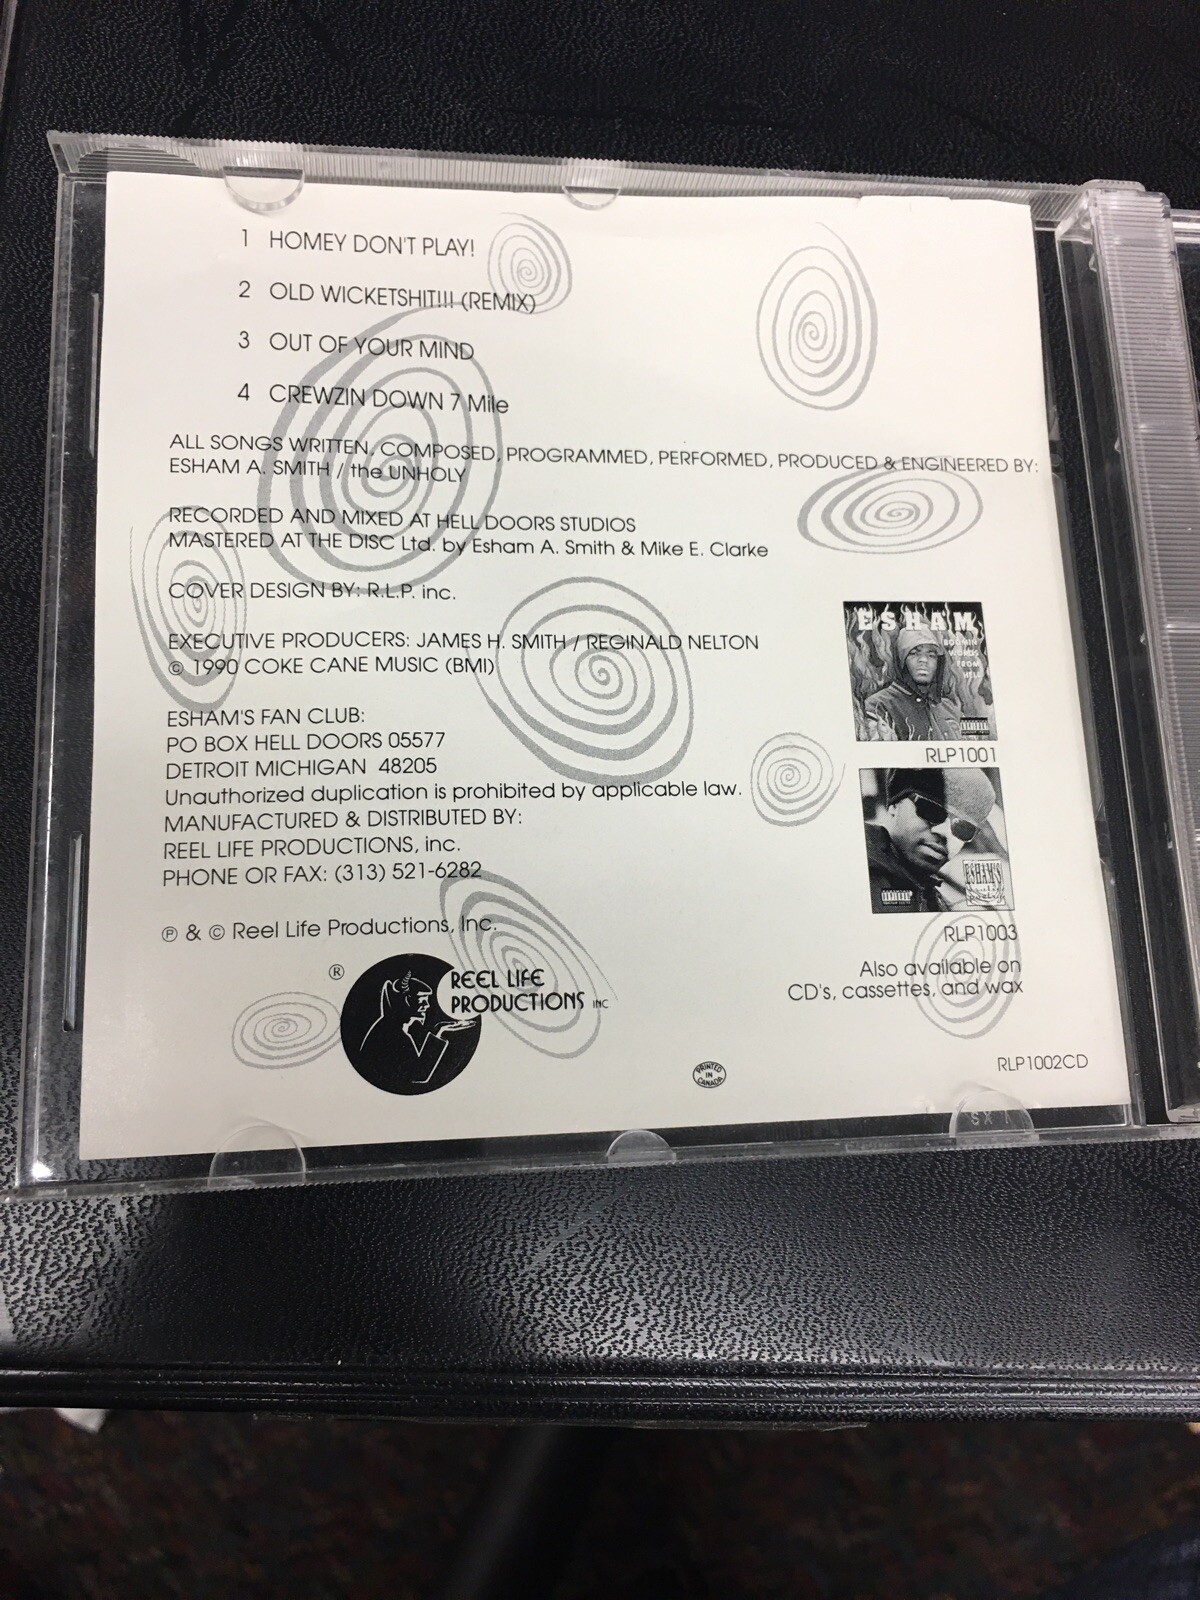 1 HOMEY DON'T PLAY!
2 OLD WICKETSHIT!!! (REMIX)
3 OUT OF YOUR MIND
4 CREWZIN DOWN 7 Mile
ALL SONGS WRITTEN, COMPOSED, PROGRAMMED, PERFORMED, PRODUCED & ENGINEERED BY:
ESHAM A. SMITH / the UNHOLY
RECORDED AND MIXED AT HELL DOORS STUDIOS
MASTERED AT THE DISC Ltd. by Esham A. Smith & Mike E. Clarke
COVER DESIGN BY: R.L.P. inc.
EXECUTIVE PRODUCERS: JAMES H. SMITH / REGINALD NELTON
© 1990 COKE CANE MUSIC (BMI)
ESHAM'S FAN CLUB:
PO BOX HELL DOORS 05577
DETROIT MICHIGAN 48205
Unauthorized duplication is prohibited by applicable law.
MANUFACTURED & DISTRIBUTED BY:
REEL LIFE PRODUCTIONS, inc.
PHONE OR FAX: (313) 521-6282
℗ & © Reel Life Productions, Inc.
®
REEL LIFE
PRODUCTIONS INC
ESHAM
BOOMIN
WORDS
FROM
HELL
RLP1001
ESHAM'S
RLP1003
Also available on
CD's, cassettes, and wax
PRINTED
IN
CANADA
RLP1002CD